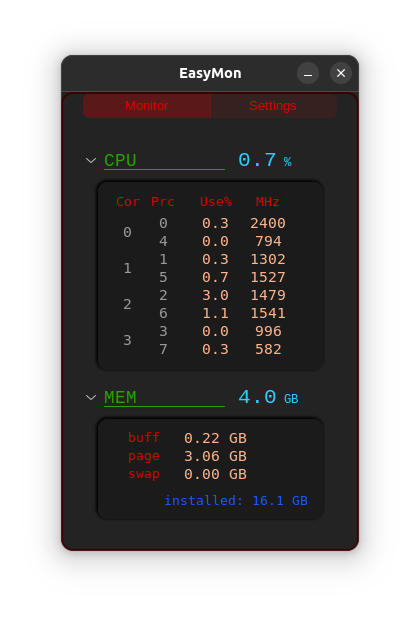 EasyMon
Monitor Settings
CPU 0.7 %
Cor Prc Use% MHz
0 0 0.3 2400
4 0.0 794
1 1 0.3 1302
5 0.7 1527
2 2 3.0 1479
6 1.1 1541
3 3 0.0 996
7 0.3 582
MEM 4.0 GB
buff 0.22 GB
page 3.06 GB
swap 0.00 GB
installed: 16.1 GB